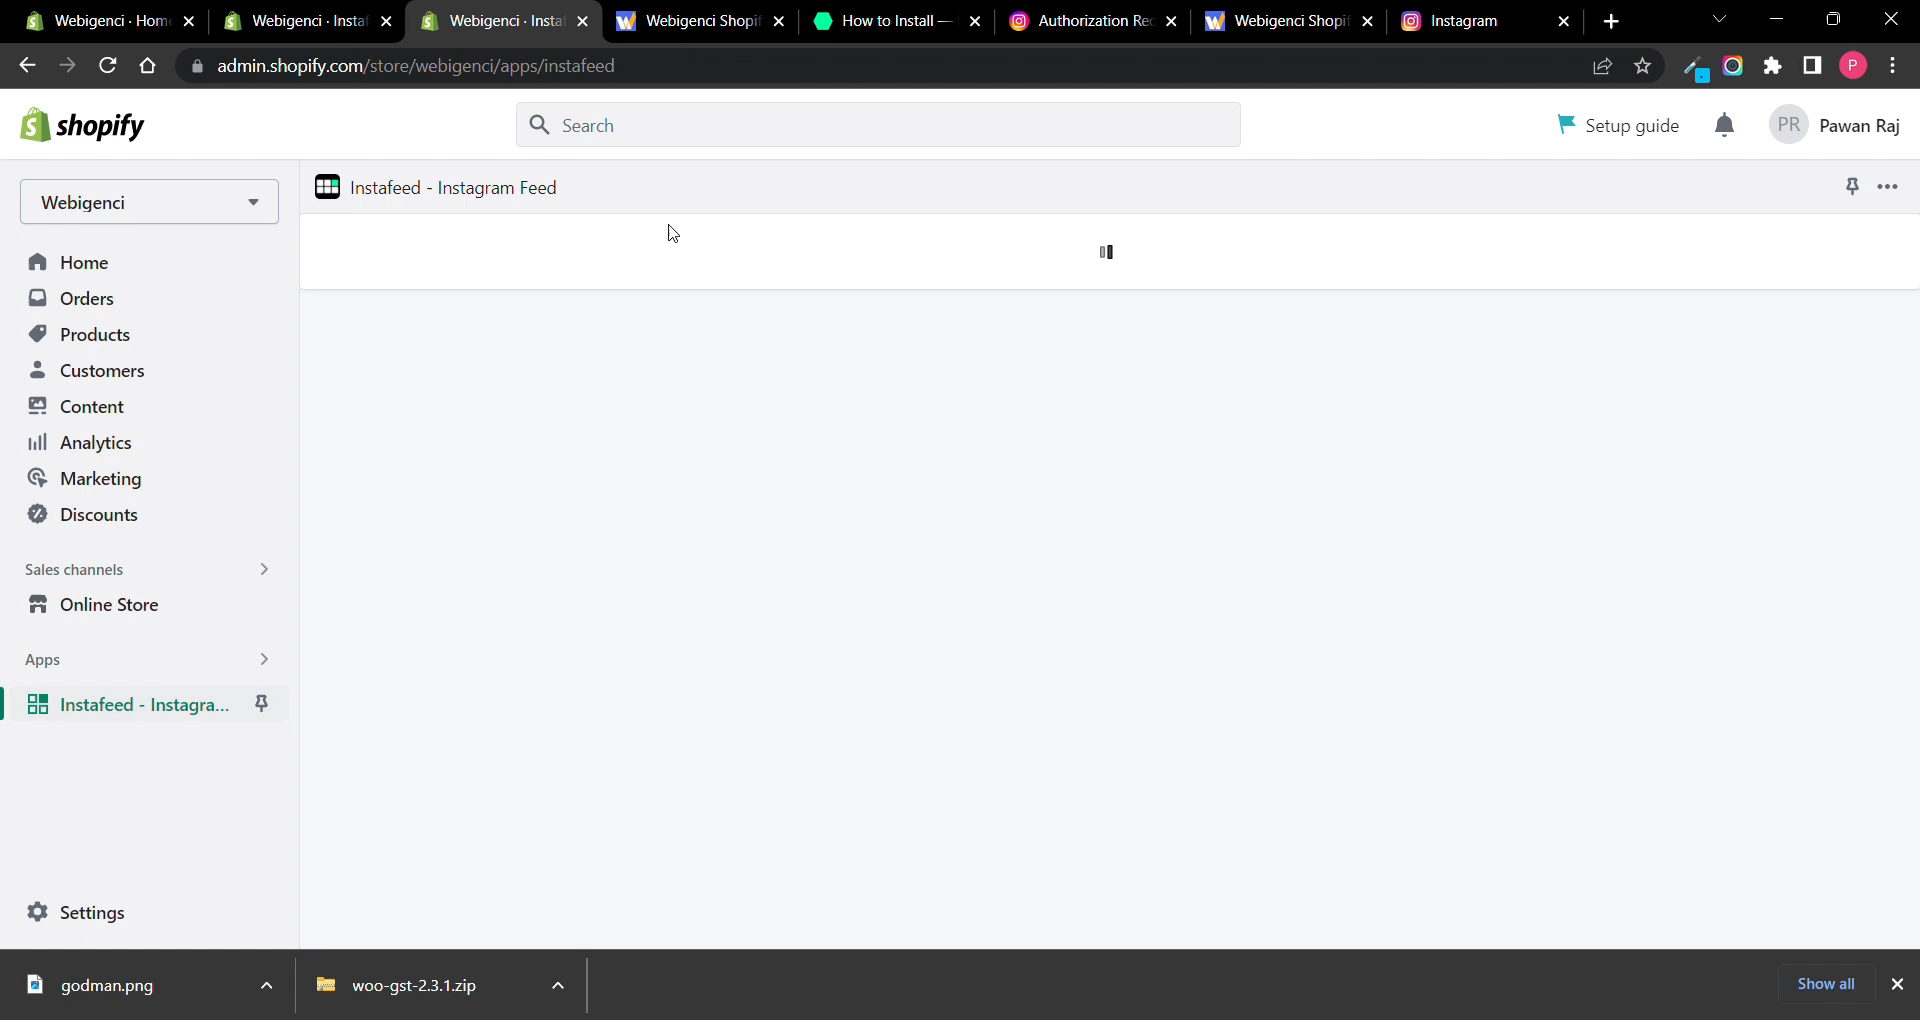 Webigenci · Hom
Webigenci · Insta
Webigenci · Insta
Webigenci Shopif
How to Install —
Authorization Rec
Webigenci Shopif
Instagram
admin.shopify.com/store/webigenci/apps/instafeed
P
shopify
Search
Setup guide
PR
Pawan Raj
Webigenci
Instafeed - Instagram Feed
Home
Orders
Products
Customers
Content
Analytics
Marketing
Discounts
Sales channels
Online Store
Apps
Instafeed - Instagra...
Settings
godman.png
woo-gst-2.3.1.zip
Show all